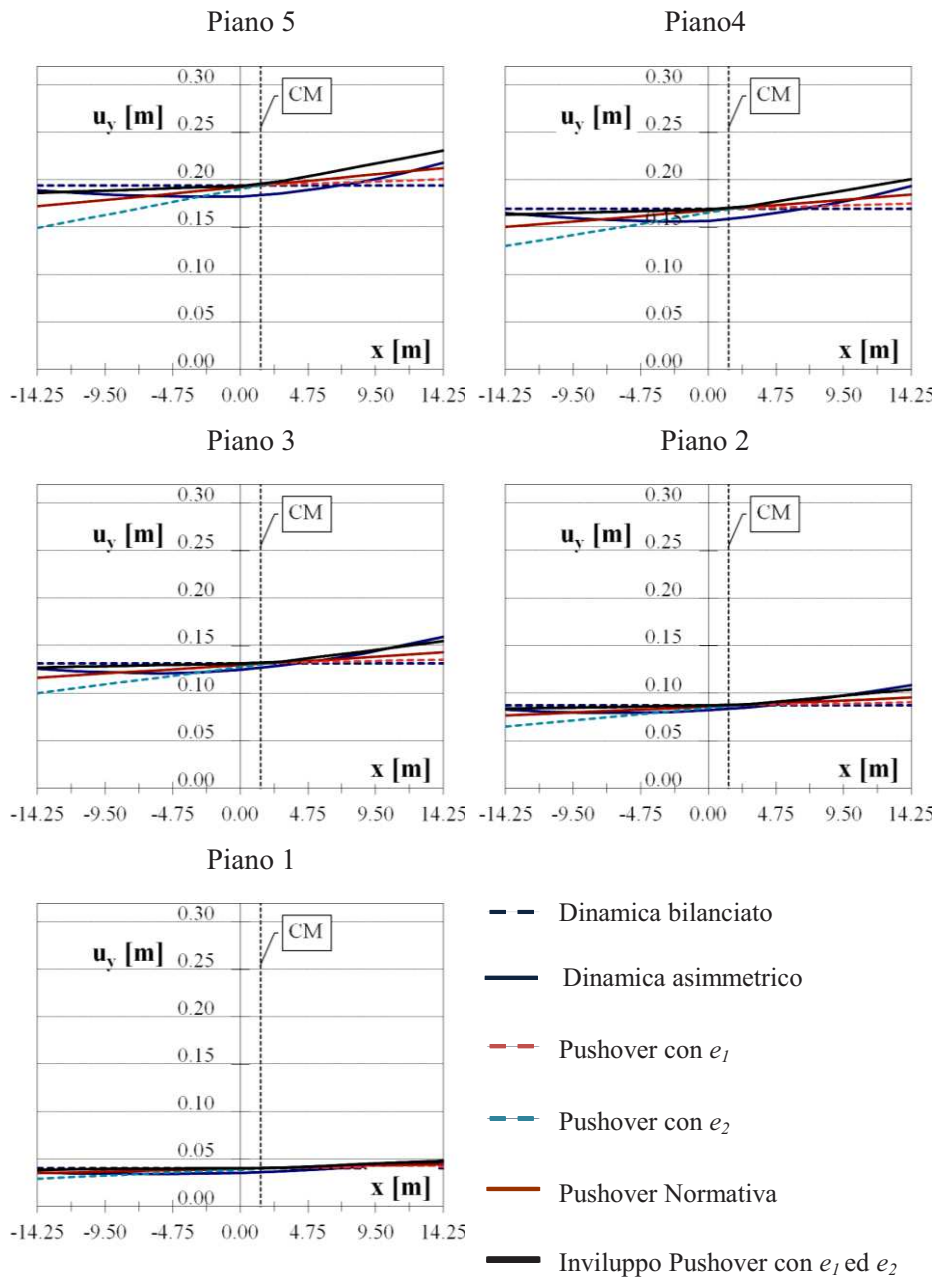 Piano 5
Piano4
0.30
CM
u_y [m]
0.25
0.20
0.15
0.10
0.05
x [m]
0.00
-14.25 -9.50 -4.75 0.00 4.75 9.50 14.25
0.30
CM
u_y [m]
0.25
0.20
0.15
0.10
0.05
x [m]
0.00
-14.25 -9.50 -4.75 0.00 4.75 9.50 14.25
Piano 3
Piano 2
0.30
CM
u_y [m]
0.25
0.20
0.15
0.10
0.05
x [m]
0.00
-14.25 -9.50 -4.75 0.00 4.75 9.50 14.25
0.30
CM
u_y [m]
0.25
0.20
0.15
0.10
0.05
x [m]
0.00
-14.25 -9.50 -4.75 0.00 4.75 9.50 14.25
Piano 1
0.30
CM
u_y [m]
0.25
0.20
0.15
0.10
0.05
x [m]
0.00
-14.25 -9.50 -4.75 0.00 4.75 9.50 14.25
Dinamica bilanciato
Dinamica asimmetrico
Pushover con e_1
Pushover con e_2
Pushover Normativa
Inviluppo Pushover con e_1 ed e_2